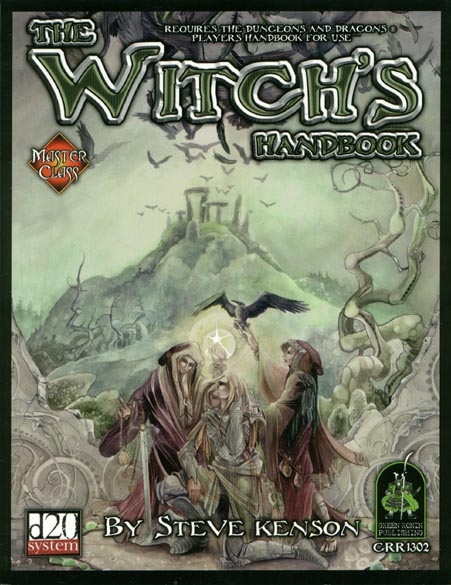 REQUIRES THE DUNGEONS AND DRAGONS ®
PLAYERS HANDBOOK FOR USE
THE
WITCH'S
HANDBOOK
MASTER
CLASS
BY STEVE KENSON
d20
system
GREEN RONIN
PUBLISHING
GRR1302